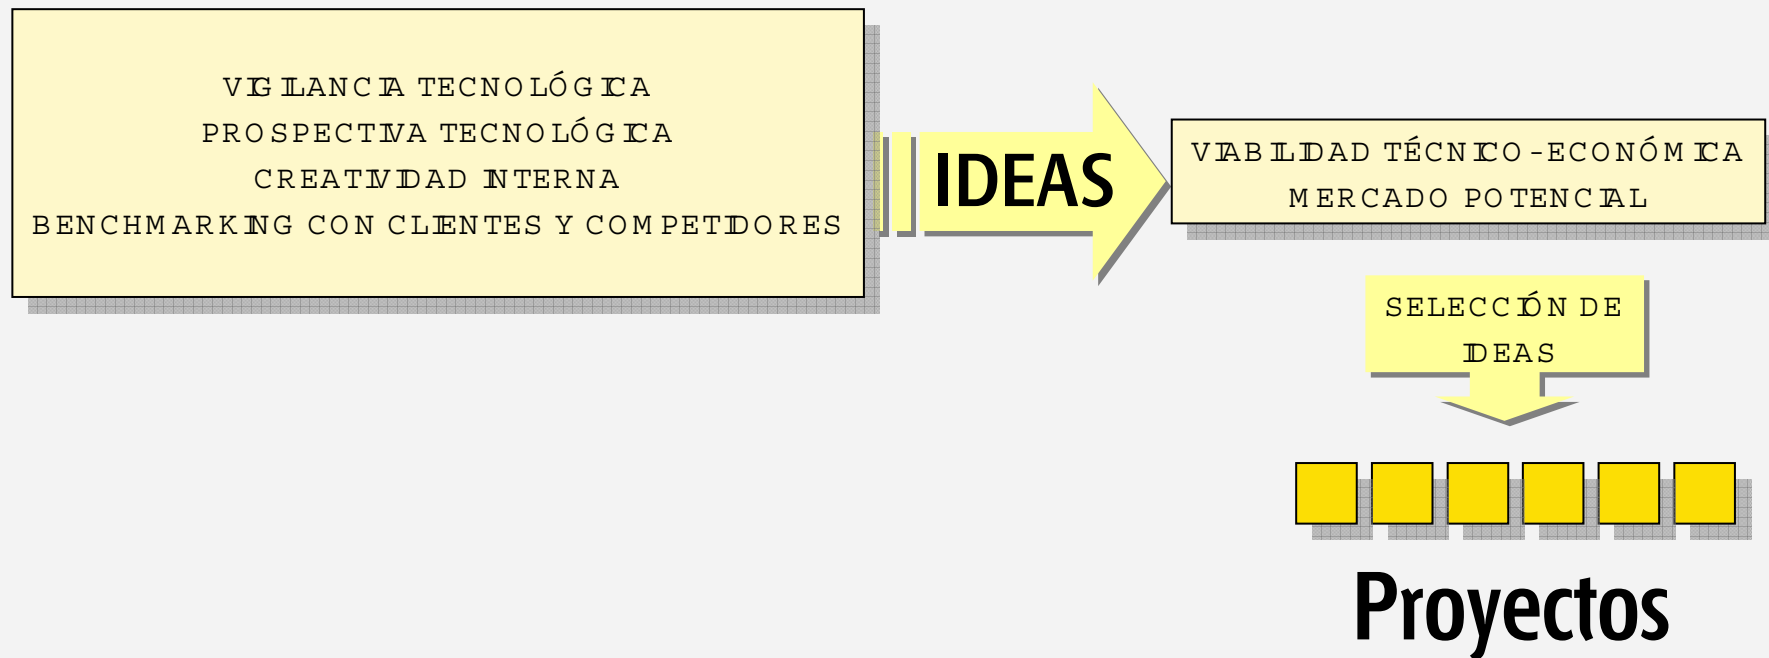 VIGILANCIA TECNOLÓGICA
PROSPECTIVA TECNOLÓGICA
CREATIVIDAD INTERNA
BENCHMARKING CON CLIENTES Y COMPETIDORES
IDEAS
VIABILIDAD TÉCNICO-ECONÓMICA
MERCADO POTENCIAL
SELECCIÓN DE
IDEAS
Proyectos